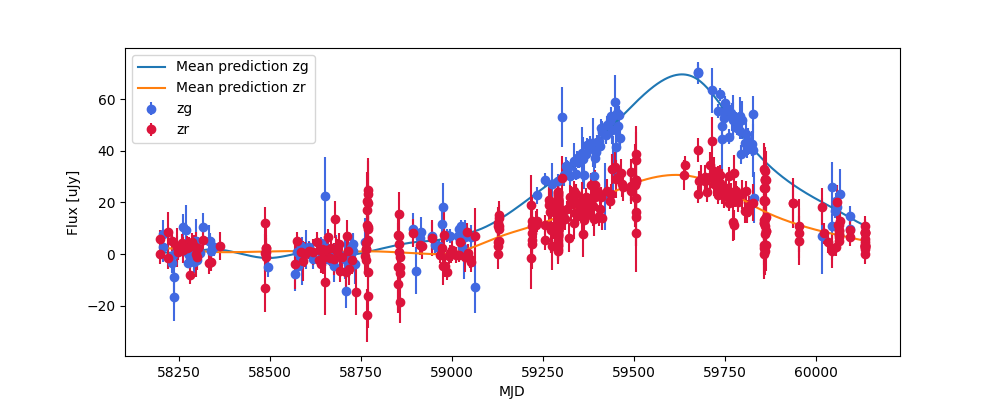 Mean prediction zg
Mean prediction zr
zg
zr
Flux [uJy]
60
40
20
0
−20
58250 58500 58750 59000 59250 59500 59750 60000
MJD